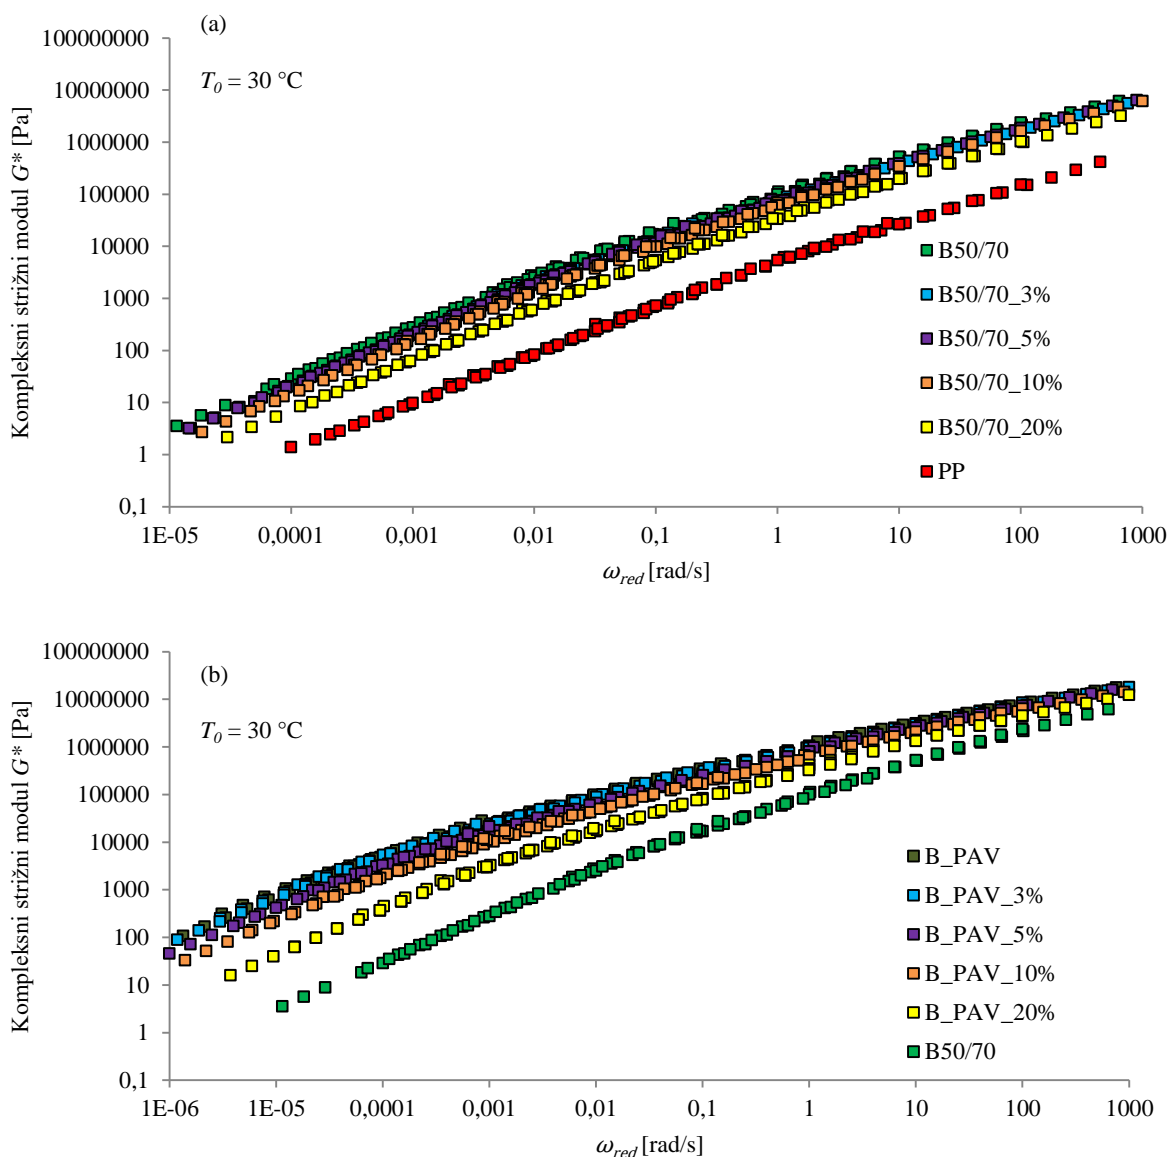 (a)
100000000
T0 = 30 °C
10000000
1000000
100000
10000
1000
100
10
1
0,1
Kompleksni strižni modul G* [Pa]
B50/70
B50/70_3%
B50/70_5%
B50/70_10%
B50/70_20%
PP
1E-05 0,0001 0,001 0,01 0,1 1 10 100 1000
ωred [rad/s]
(b)
100000000
T0 = 30 °C
10000000
1000000
100000
10000
1000
100
10
1
0,1
Kompleksni strižni modul G* [Pa]
B_PAV
B_PAV_3%
B_PAV_5%
B_PAV_10%
B_PAV_20%
B50/70
1E-06 1E-05 0,0001 0,001 0,01 0,1 1 10 100 1000
ωred [rad/s]